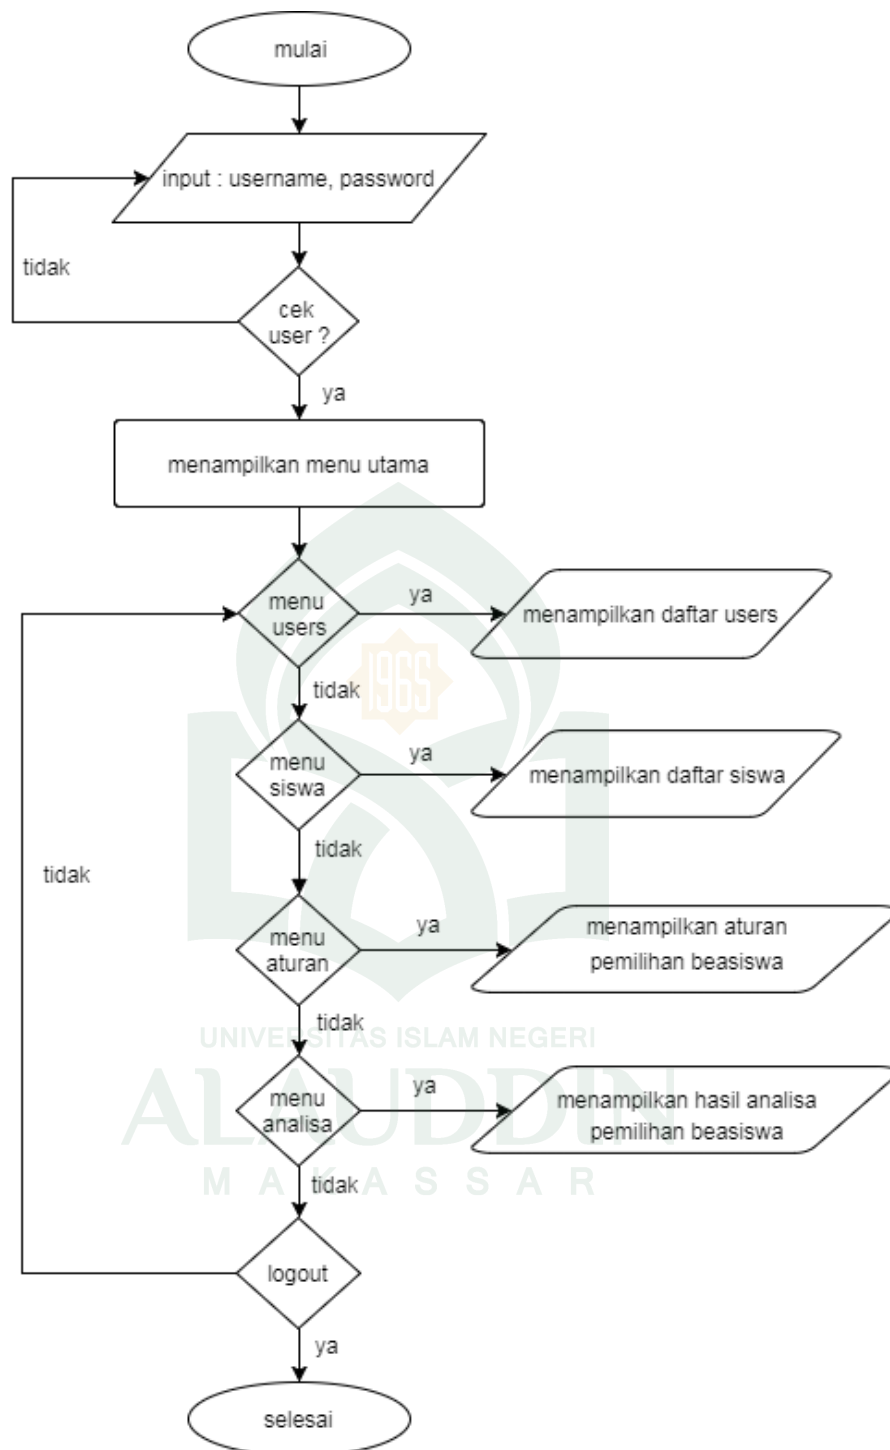 mulai
input : username, password
tidak
cek
user ?
ya
menampilkan menu utama
menu
users
ya
menampilkan daftar users
1965
tidak
menu
siswa
ya
menampilkan daftar siswa
tidak
tidak
menu
aturan
ya
menampilkan aturan
pemilihan beasiswa
tidak
UNIVERSITAS ISLAM NEGERI
ALAUDDIN
MAKASSAR
menu
analisa
ya
menampilkan hasil analisa
pemilihan beasiswa
tidak
logout
ya
selesai